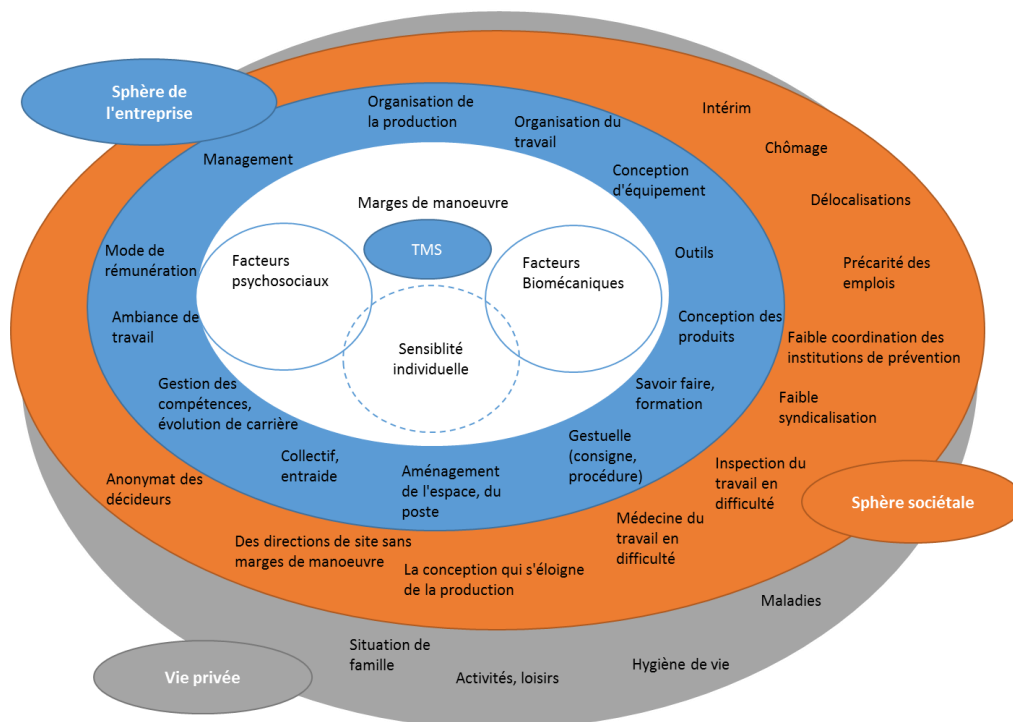 Sphère de
l'entreprise
Organisation de
la production
Organisation du
travail
Intérim
Chômage
Management
Conception
d'équipement
Délocalisations
Marges de manoeuvre
TMS
Mode de
rémunération
Facteurs
psychosociaux
Facteurs
Biomécaniques
Outils
Précarité des
emplois
Ambiance de
travail
Conception des
produits
Faible coordination des
institutions de prévention
Sensiblité
individuelle
Gestion des
compétences,
évolution de carrière
Savoir faire,
formation
Faible
syndicalisation
Collectif,
entraide
Aménagement
de l'espace, du
poste
Gestuelle
(consigne,
procédure)
Inspection du
travail en
difficulté
Anonymat des
décideurs
Sphère sociétale
Des directions de site sans
marges de manoeuvre
La conception qui s'éloigne
de la production
Médecine du
travail en
difficulté
Maladies
Vie privée
Situation de
famille
Activités, loisirs
Hygiène de vie